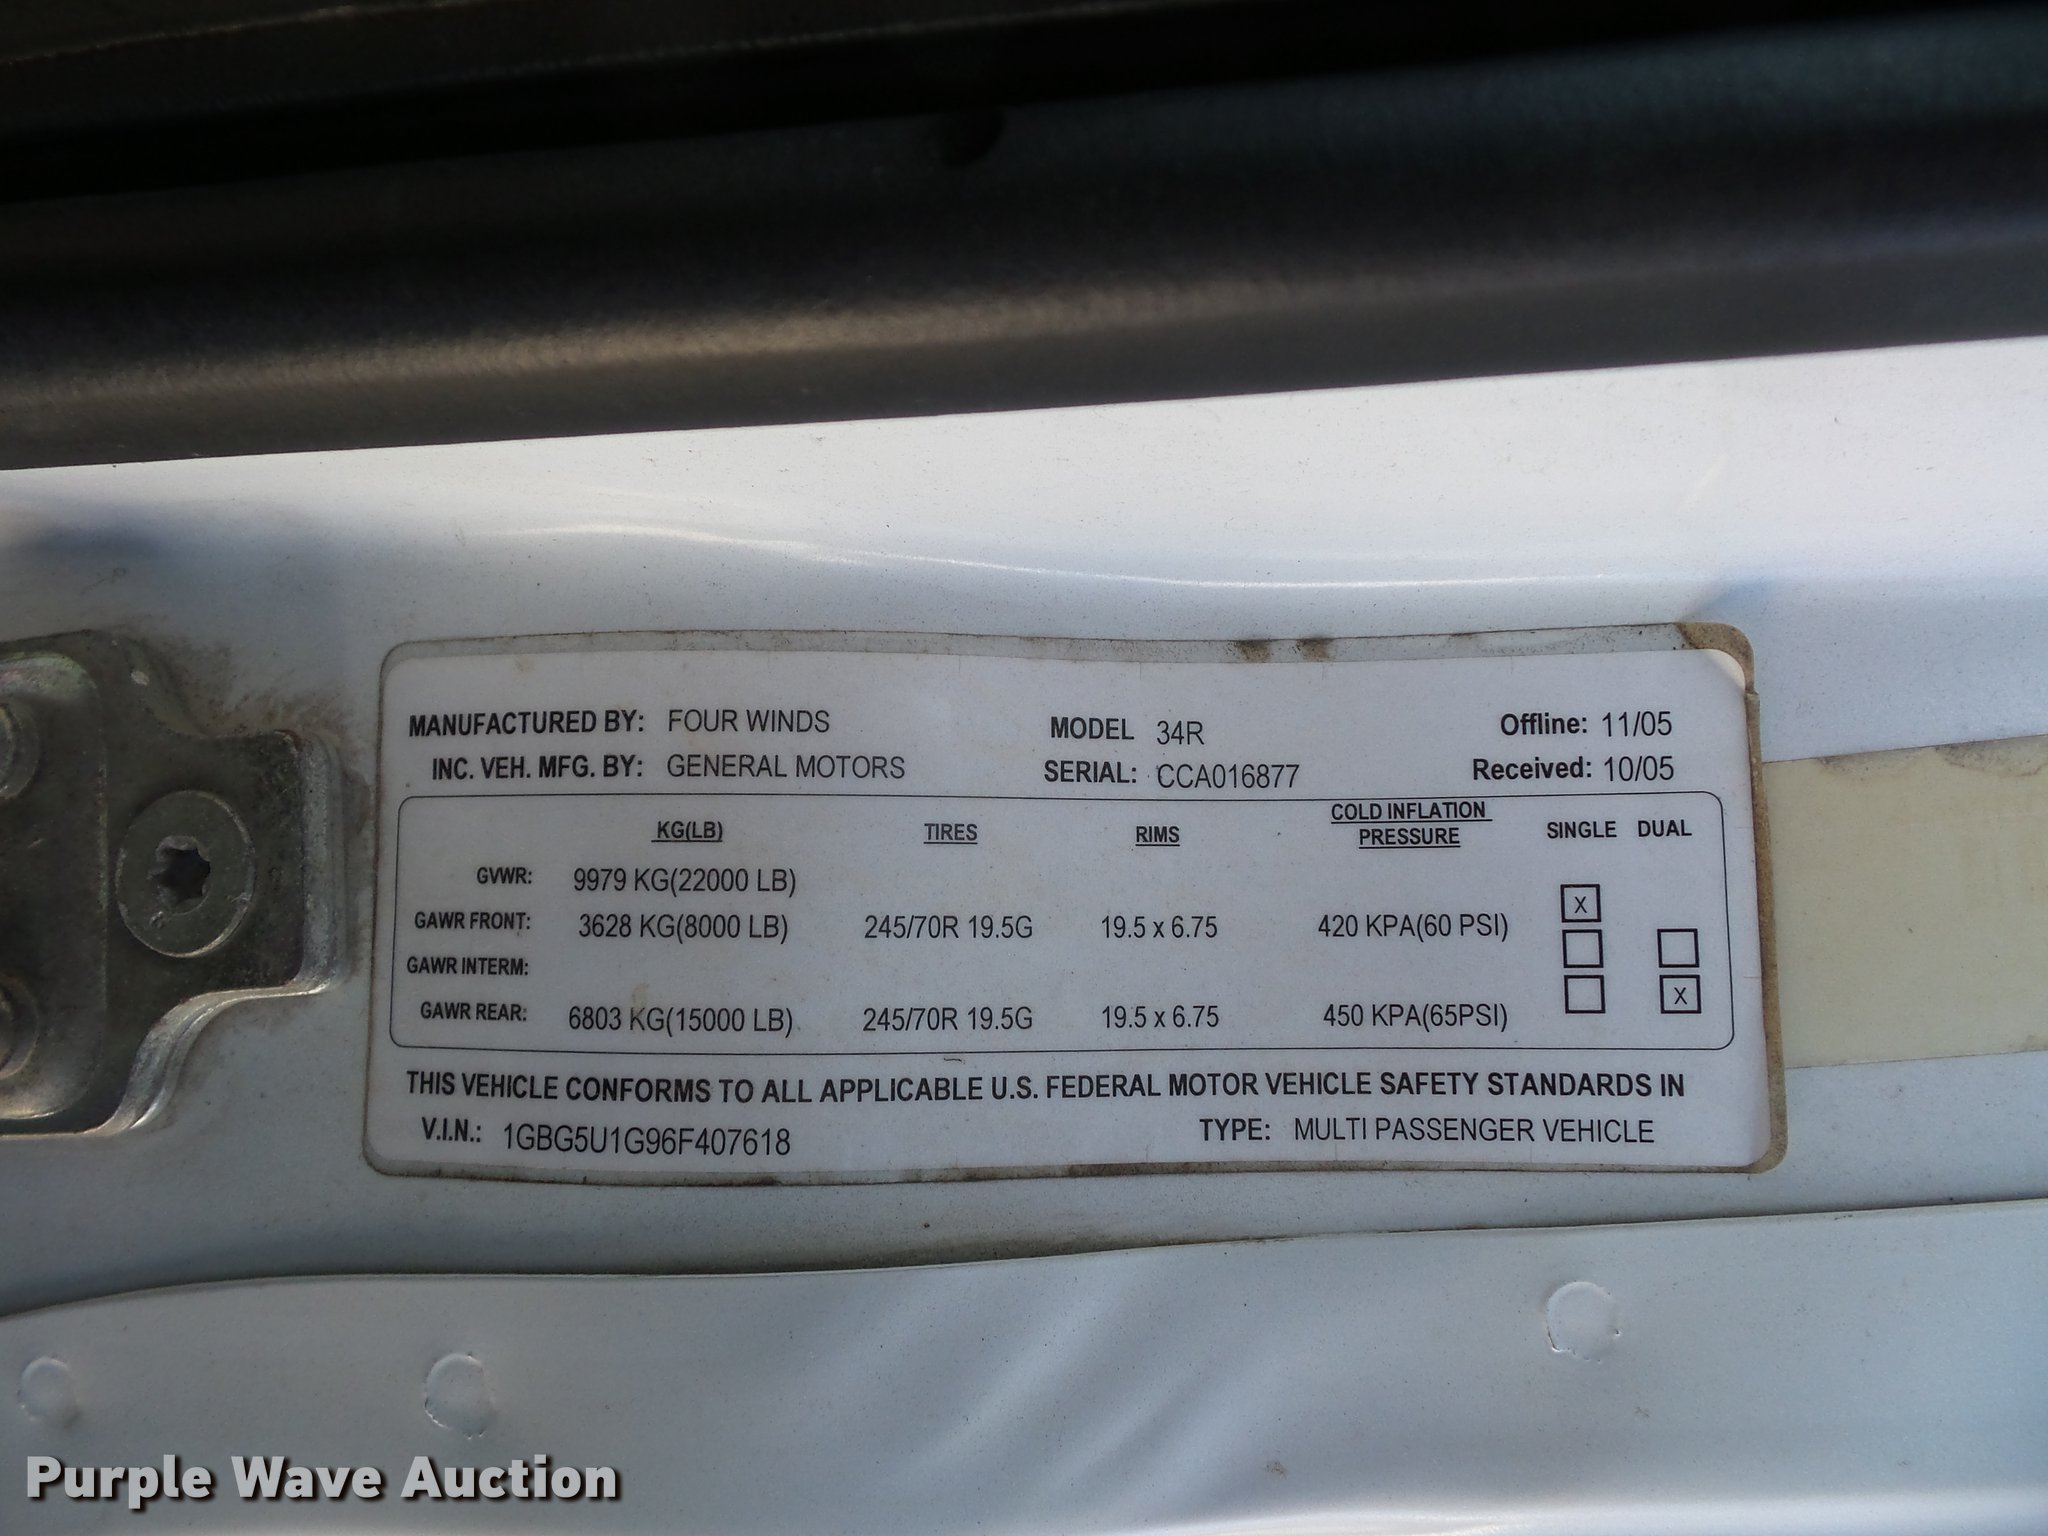 MANUFACTURED BY: FOUR WINDS MODEL 34R Offline: 11/05
INC. VEH. MFG. BY: GENERAL MOTORS SERIAL: CCA016877 Received: 10/05
KG(LB) TIRES RIMS COLD INFLATION PRESSURE SINGLE DUAL
GVWR: 9979 KG(22000 LB)
GAWR FRONT: 3628 KG(8000 LB) 245/70R 19.5G 19.5 x 6.75 420 KPA(60 PSI) X
GAWR INTERM:
GAWR REAR: 6803 KG(15000 LB) 245/70R 19.5G 19.5 x 6.75 450 KPA(65PSI) X
THIS VEHICLE CONFORMS TO ALL APPLICABLE U.S. FEDERAL MOTOR VEHICLE SAFETY STANDARDS IN
V.I.N.: 1GBG5U1G96F407618 TYPE: MULTI PASSENGER VEHICLE
Purple Wave Auction